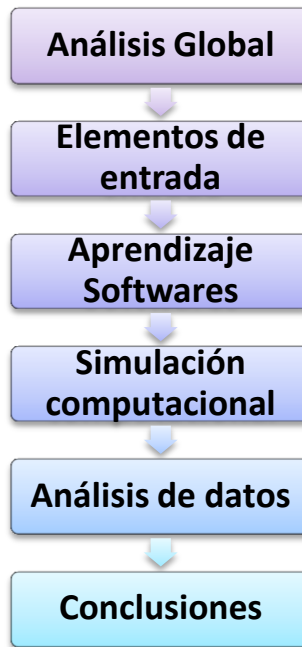 Análisis Global
Elementos de
entrada
Aprendizaje
Softwares
Simulación
computacional
Análisis de datos
Conclusiones